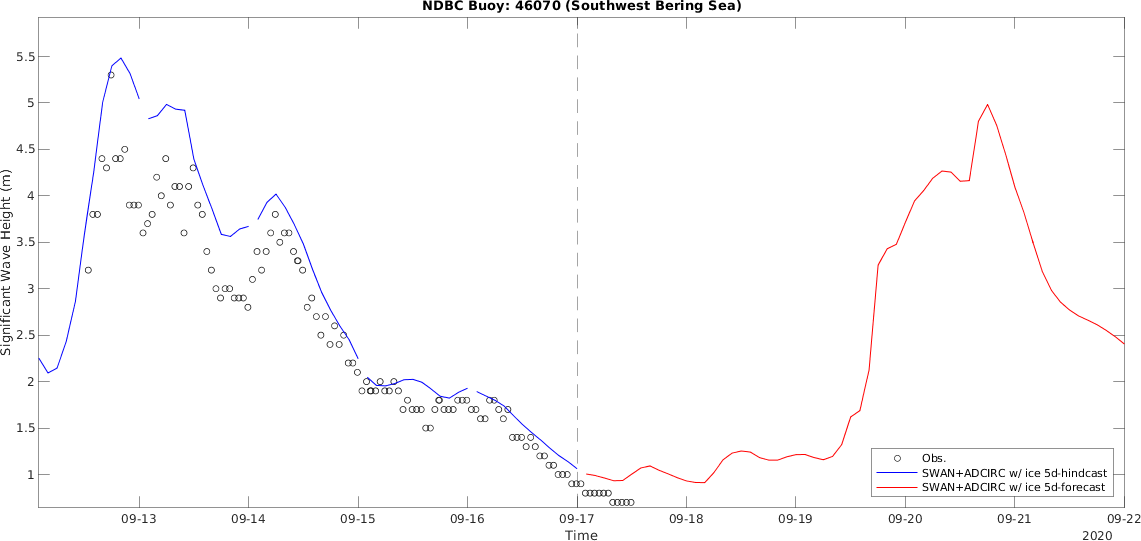 NDBC Buoy: 46070 (Southwest Bering Sea)
Significant Wave Height (m)
5.5
5
4.5
4
3.5
3
2.5
2
1.5
1
Obs.
SWAN+ADCIRC w/ ice 5d-hindcast
SWAN+ADCIRC w/ ice 5d-forecast
09-13 09-14 09-15 09-16 09-17 09-18 09-19 09-20 09-21 09-22
Time
2020